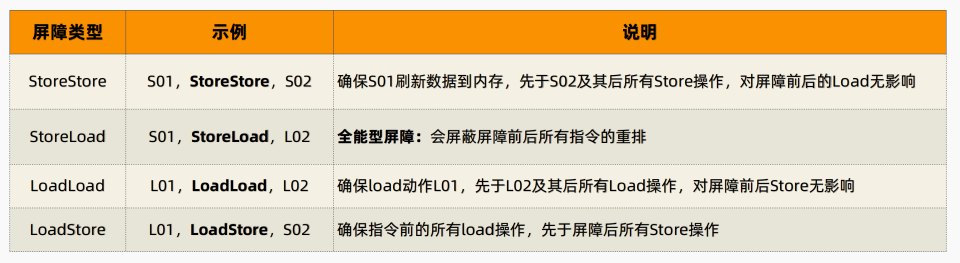 屏障类型 示例 说明
StoreStore S01，StoreStore，S02 确保S01刷新数据到内存，先于S02及其后所有Store操作，对屏障前后的Load无影响
StoreLoad S01，StoreLoad，L02 全能型屏障：会屏蔽屏障前后所有指令的重排
LoadLoad L01，LoadLoad，L02 确保load动作L01，先于L02及其后所有Load操作，对屏障前后Store无影响
LoadStore L01，LoadStore，S02 确保指令前的所有load操作，先于屏障后所有Store操作